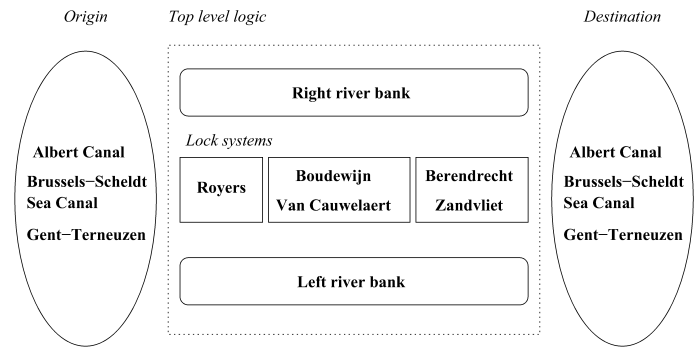 Origin
Top level logic
Destination
Albert Canal
Brussels−Scheldt
Sea Canal
Gent−Terneuzen
Right river bank
Lock systems
Royers
Boudewijn
Van Cauwelaert
Berendrecht
Zandvliet
Left river bank
Albert Canal
Brussels−Scheldt
Sea Canal
Gent−Terneuzen